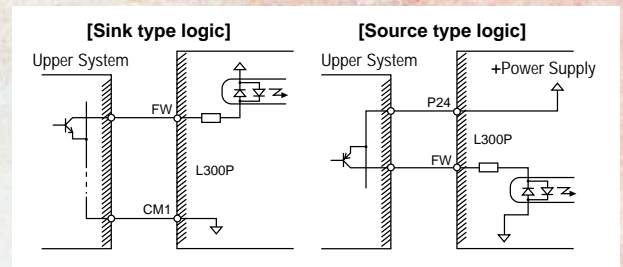 [Sink type logic]
Upper System
FW
L300P
CM1
[Source type logic]
Upper System
+Power Supply
P24
L300P
FW